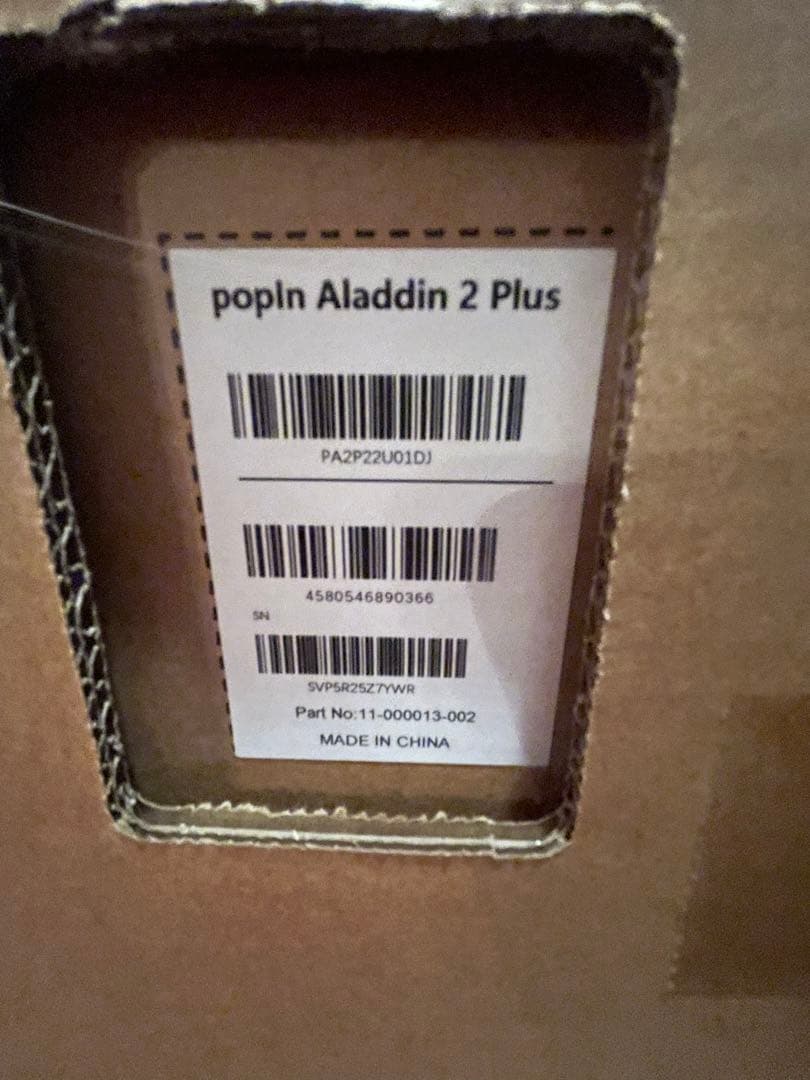 popIn Aladdin 2 Plus
PA2P22U01DJ
4580546890366
SN
SVP5R25Z7YWR
Part No:11-000013-002
MADE IN CHINA